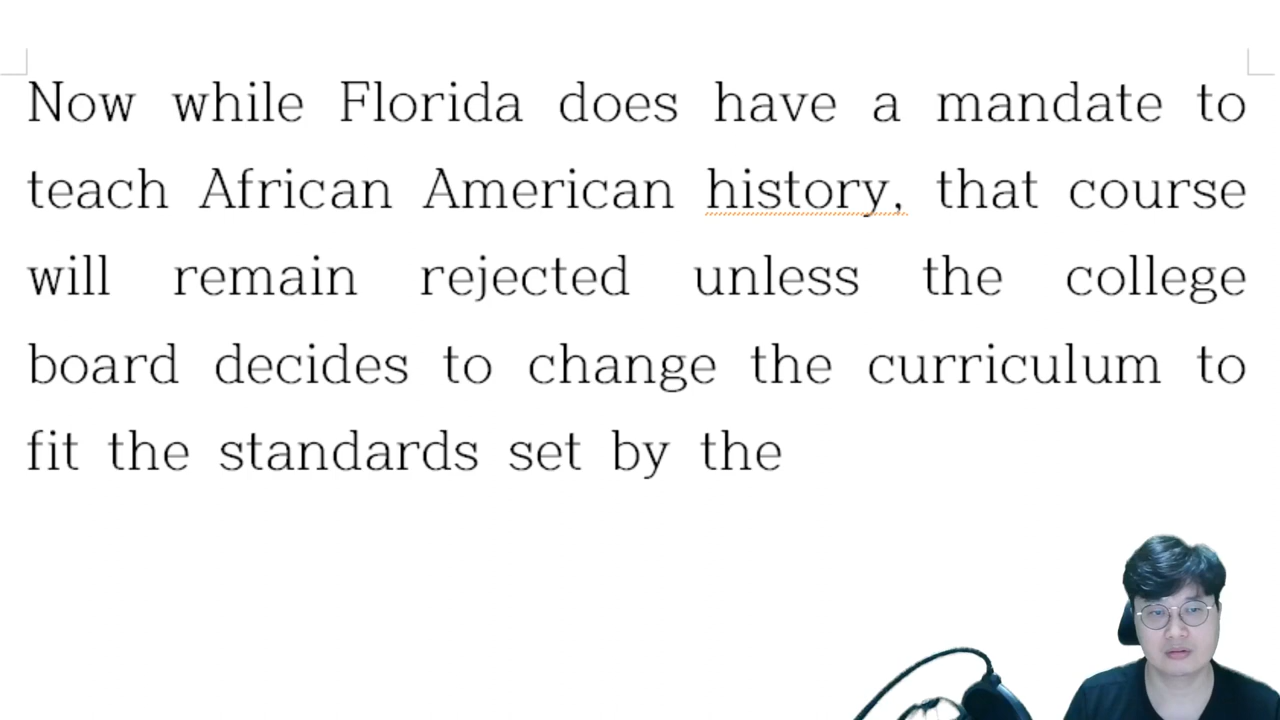 Now while Florida does have a mandate to
teach African American history, that course
will remain rejected unless the college
board decides to change the curriculum to
fit the standards set by the